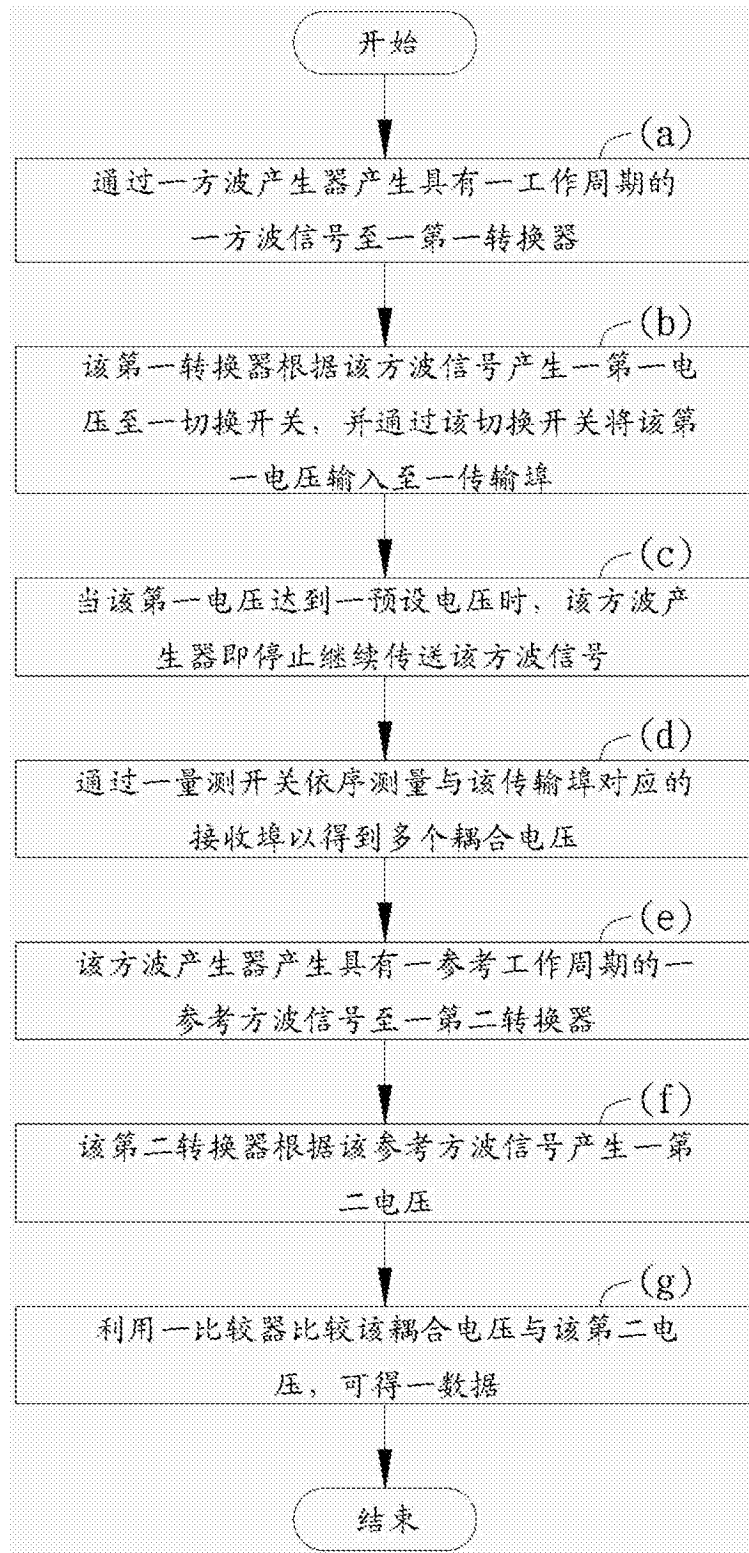 开始
(a)
通过一方波产生器产生具有一工作周期的
一方波信号至一第一转换器
(b)
该第一转换器根据该方波信号产生一第一电
压至一切换开关，并通过该切换开关将该第
一电压输入至一传输埠
(c)
当该第一电压达到一预设电压时，该方波产
生器即停止继续传送该方波信号
(d)
通过一量测开关依序测量与该传输埠对应的
接收埠以得到多个耦合电压
(e)
该方波产生器产生具有一参考工作周期的一
参考方波信号至一第二转换器
(f)
该第二转换器根据该参考方波信号产生一第
二电压
(g)
利用一比较器比较该耦合电压与该第二电
压，可得一数据
结束